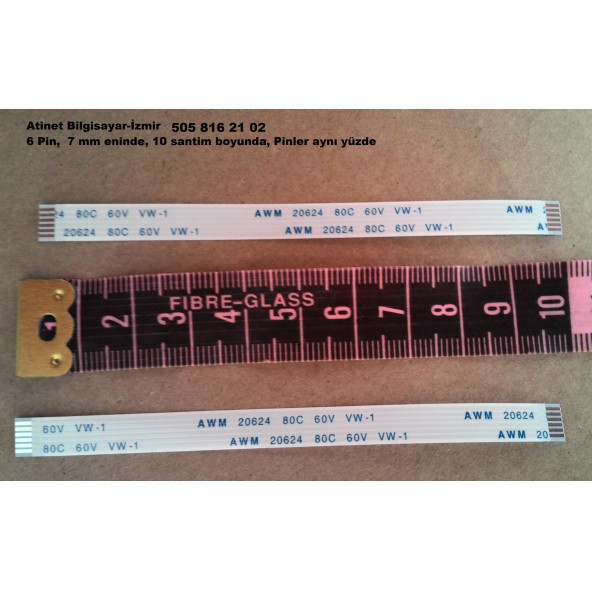 Atinet Bilgisayar-İzmir 505 816 21 02
6 Pin, 7 mm eninde, 10 santim boyunda, Pinler aynı yüzde
24 80C 60V VW-1 AWM 20624 80C 60V VW-1 AWM
20624 80C 60V VW-1 AWM 20624 80C 60V VW-1
FIBRE-GLASS
1 2 3 4 5 6 7 8 9 10
60V VW-1 AWM 20624 80C 60V VW-1 AWM 20624
80C 60V VW-1 AWM 20624 80C 60V VW-1 AWM 20